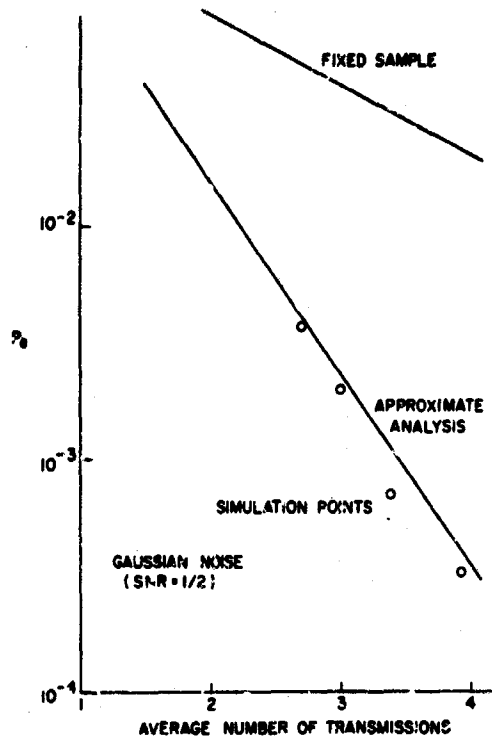 FIXED SAMPLE
10⁻²
Pₑ
APPROXIMATE
ANALYSIS
10⁻³
SIMULATION POINTS
GAUSSIAN NOISE
(SNR = 1/2)
10⁻⁴
1 2 3 4
AVERAGE NUMBER OF TRANSMISSIONS